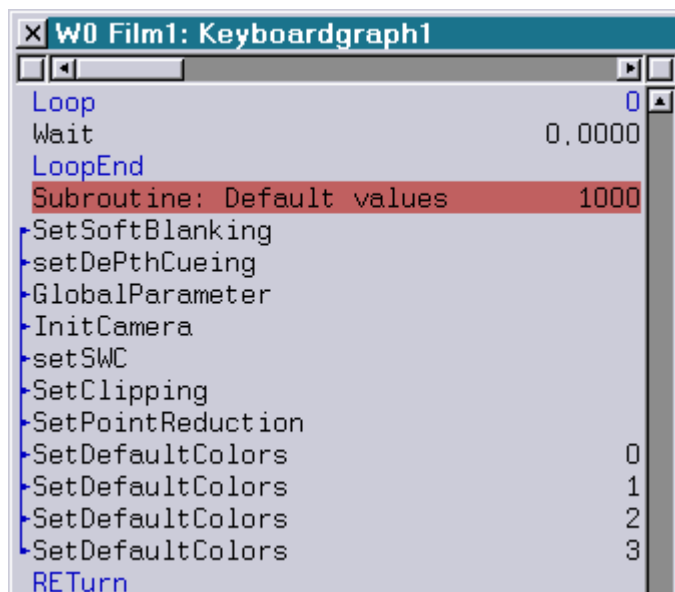 W0 Film1: Keyboardgraph1
Loop 0
Wait 0,0000
LoopEnd
Subroutine: Default values 1000
SetSoftBlanking
setDePthCueing
GlobalParameter
InitCamera
setSWC
SetClipping
SetPointReduction
SetDefaultColors 0
SetDefaultColors 1
SetDefaultColors 2
SetDefaultColors 3
RETurn